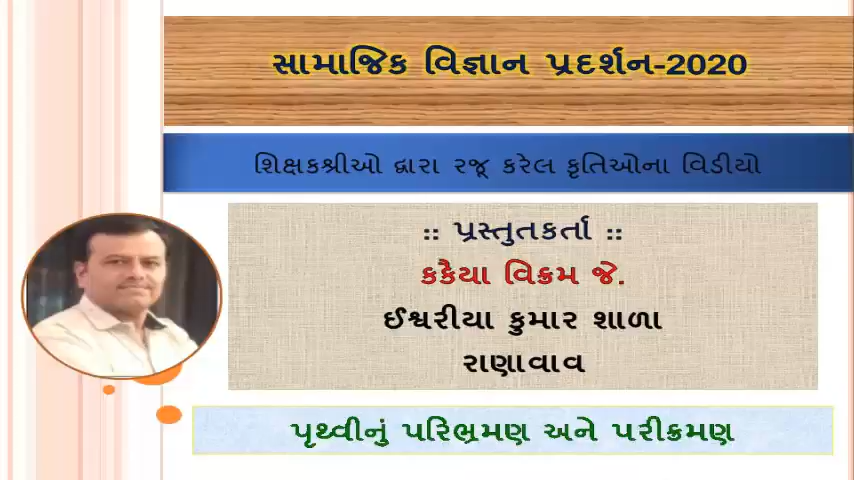 સામાજિક વિજ્ઞાન પ્રદર્શન-2020
શિક્ષકશ્રીઓ દ્વારા રજૂ કરેલ કૃતિઓના વિડીયો
:: પ્રસ્તુતકર્તા ::
કકૈયા વિક્રમ જે.
ઈશ્વરીયા કુમાર શાળા
રાણાવાવ
પૃથ્વીનું પરિભ્રમણ અને પરીક્રમણ